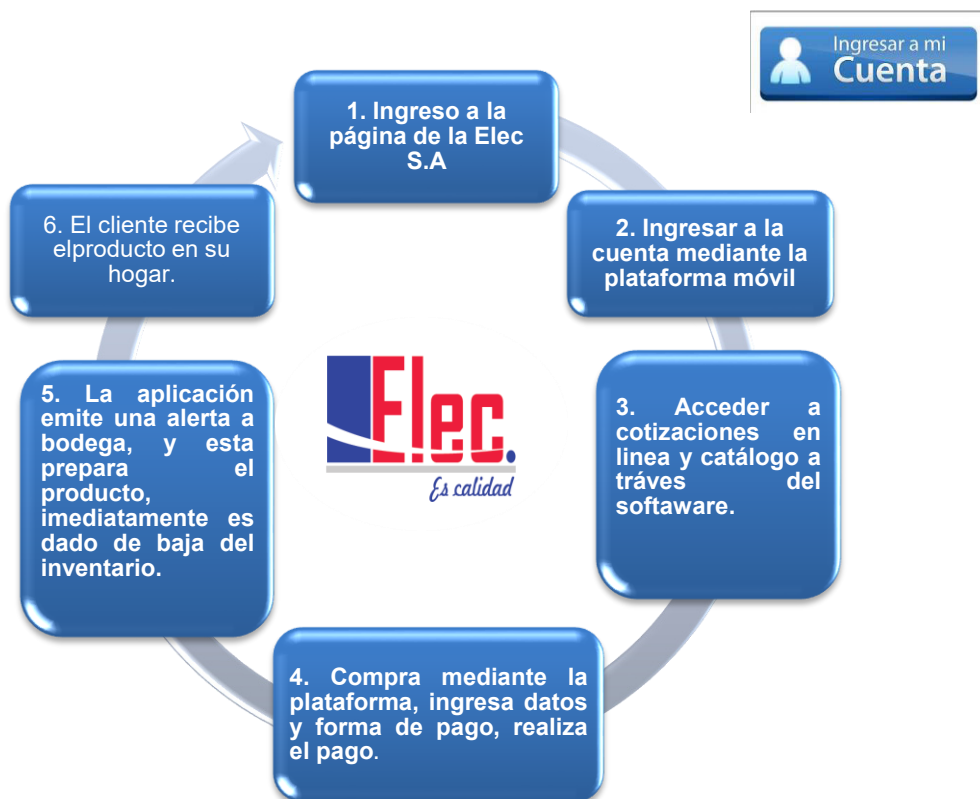 Ingresar a mi
Cuenta
1. Ingreso a la
página de la Elec
S.A
2. Ingresar a la
cuenta mediante la
plataforma móvil
3. Acceder a
cotizaciones en
linea y catálogo a
tráves del
softaware.
4. Compra mediante la
plataforma, ingresa datos
y forma de pago, realiza
el pago.
5. La aplicación
emite una alerta a
bodega, y esta
prepara el
producto,
imediatamente es
dado de baja del
inventario.
6. El cliente recibe
elproducto en su
hogar.
Elec.
Es calidad